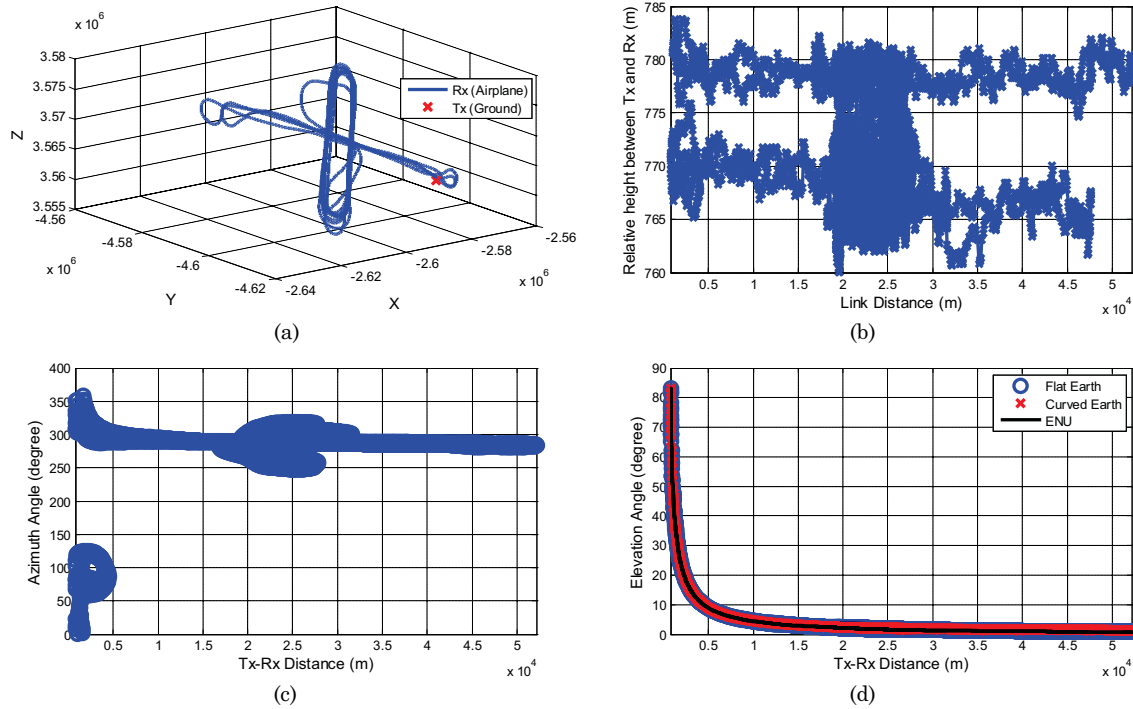 x 10^6
3.58
3.575
3.57
3.565
3.56
3.555
Z
Rx (Airplane)
Tx (Ground)
-4.56
-4.58
-4.6
-4.62
x 10^6
Y
-2.64
-2.62
-2.6
-2.58
-2.56
x 10^6
X
(a)
785
780
775
770
765
760
Relative height between Tx and Rx (m)
0.5 1 1.5 2 2.5 3 3.5 4 4.5 5
Link Distance (m)
x 10^4
(b)
400
350
300
250
200
150
100
50
0
Azimuth Angle (degree)
0.5 1 1.5 2 2.5 3 3.5 4 4.5 5
Tx-Rx Distance (m)
x 10^4
(c)
90
80
70
60
50
40
30
20
10
0
Elevation Angle (degree)
Flat Earth
Curved Earth
ENU
0.5 1 1.5 2 2.5 3 3.5 4 4.5 5
Tx-Rx Distance (m)
x 10^4
(d)